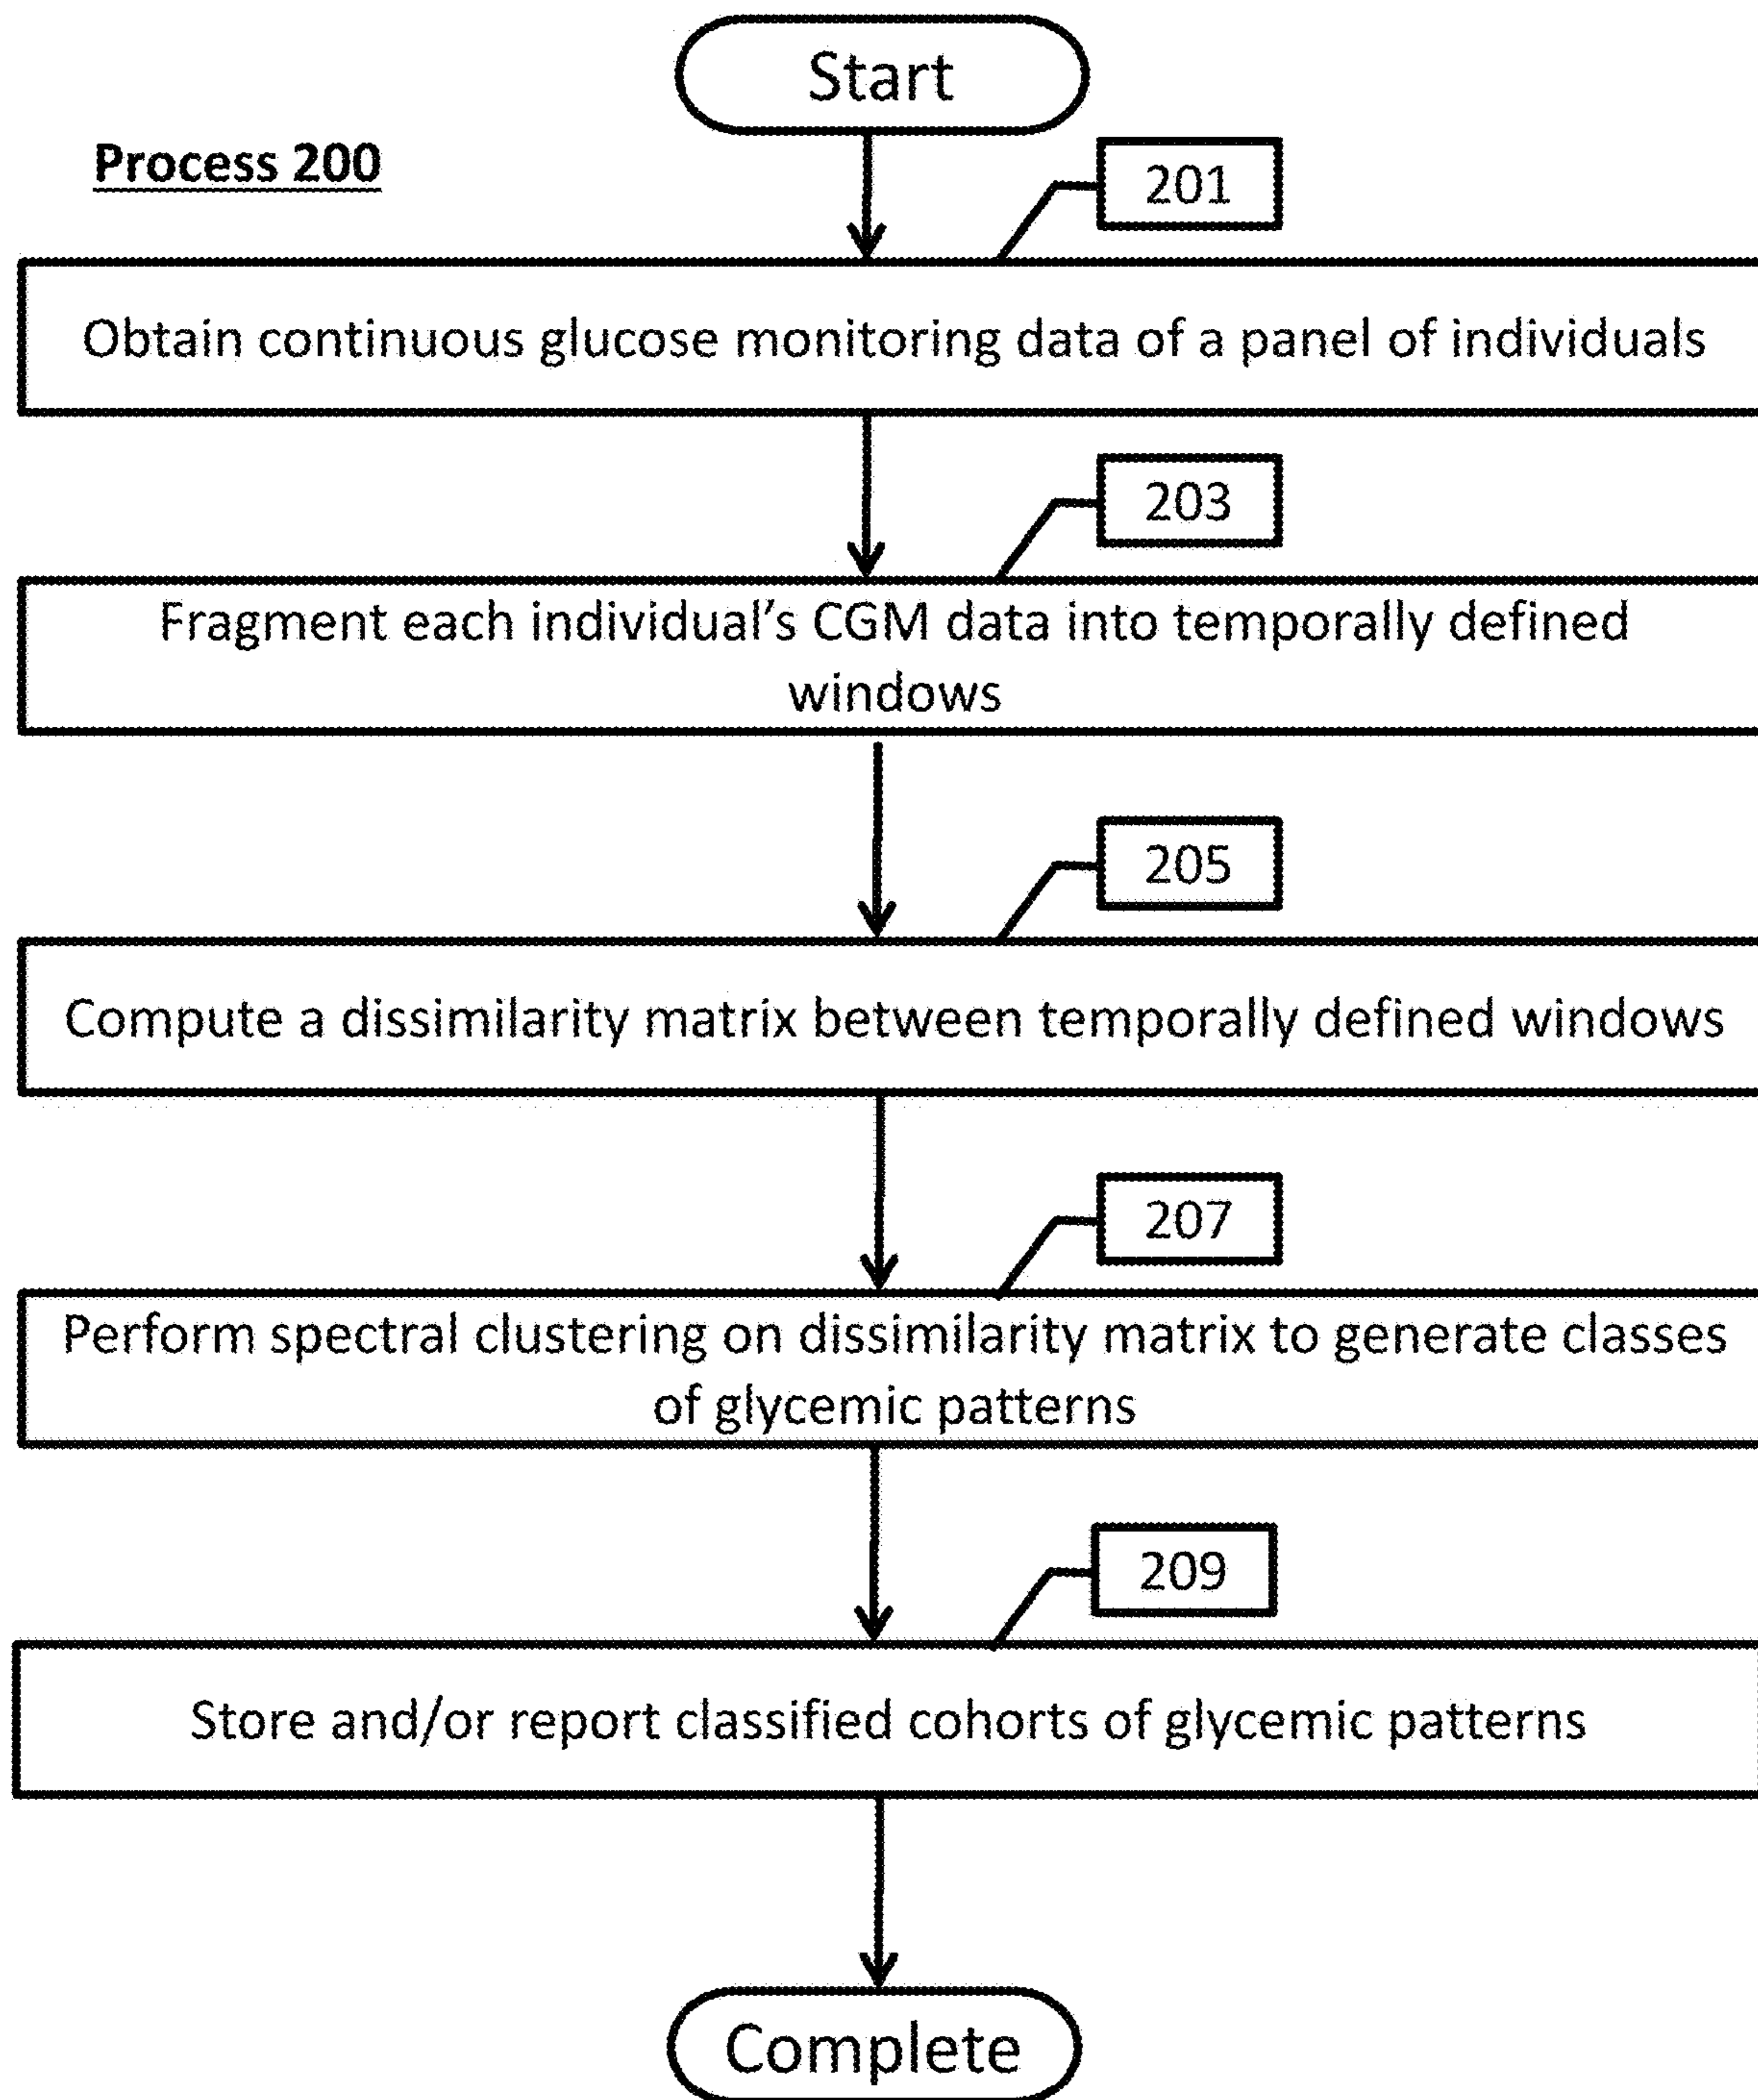 Start
Process 200
201
Obtain continuous glucose monitoring data of a panel of individuals
203
Fragment each individual’s CGM data into temporally defined
windows
205
Compute a dissimilarity matrix between temporally defined windows
207
Perform spectral clustering on dissimilarity matrix to generate classes
of glycemic patterns
209
Store and/or report classified cohorts of glycemic patterns
Complete